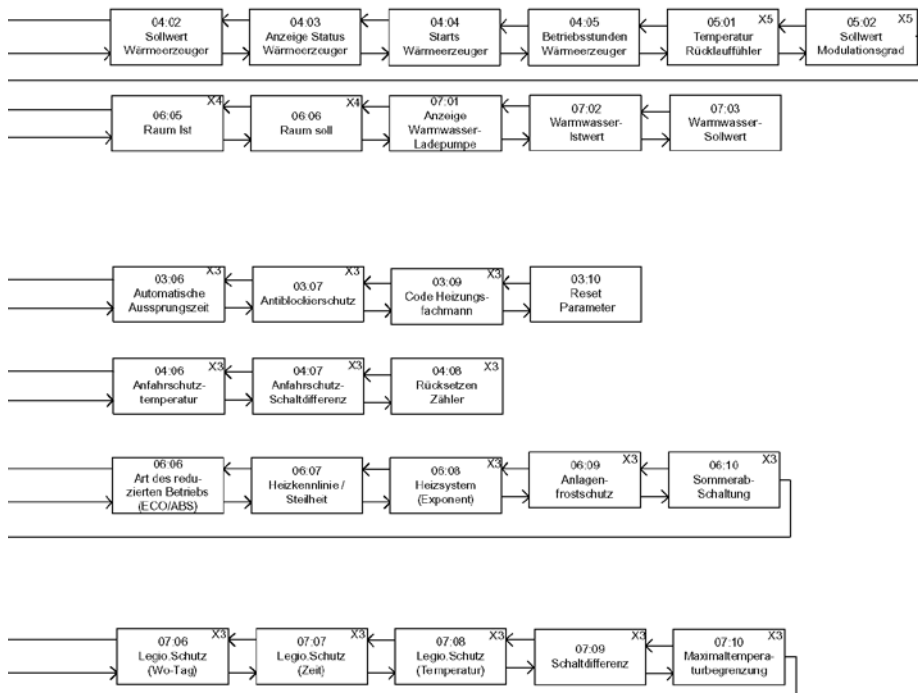 04:02
Sollwert
Wärmeerzeuger
04:03
Anzeige Status
Wärmeerzeuger
04:04
Starts
Wärmeerzeuger
04:05
Betriebsstunden
Wärmeerzeuger
X5
05:01
Temperatur
Rücklauffühler
X5
05:02
Sollwert
Modulationsgrad
X4
06:05
Raum Ist
X4
06:06
Raum soll
07:01
Anzeige
Warmwasser-
Ladepumpe
07:02
Warmwasser-
Istwert
07:03
Warmwasser-
Sollwert
X3
03:06
Automatische
Aussprungszeit
X3
03:07
Antiblockierschutz
X3
03:09
Code Heizungs-
fachmann
03:10
Reset
Parameter
X3
04:06
Anfahrschutz-
temperatur
X3
04:07
Anfahrschutz-
Schaltdifferenz
X3
04:08
Rücksetzen
Zähler
06:06
Art des redu-
zierten Betriebs
(ECO/ABS)
06:07
Heizkennlinie /
Steilheit
X3
06:08
Heizsystem
(Exponent)
X3
06:09
Anlagen-
frostschutz
X3
06:10
Sommerab-
Schaltung
X3
07:06
Legio.Schutz
(Wo-Tag)
X3
07:07
Legio.Schutz
(Zeit)
X3
07:08
Legio.Schutz
(Temperatur)
X3
07:09
Schaltdifferenz
X3
07:10
Maximaltempera-
turbegrenzung